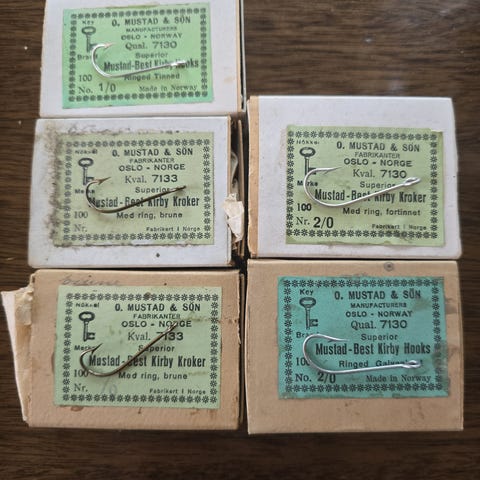 Key
O. MUSTAD & SÖN
MANUFACTURERS
OSLO - NORWAY
Qual. 7130
Superior
Mustad-Best Kirby Hooks
Ringed Tinned
100
No. 1/0
Made in Norway
Nökkel
O. MUSTAD & SÖN
FABRIKANTER
OSLO - NORGE
Kval. 7133
Merke
Superior
Mustad-Best Kirby Kroker
100
Med ring, brune
Nr.
Fabrikert i Norge
Nökkel
O. MUSTAD & SÖN
FABRIKANTER
OSLO - NORGE
Kval. 7130
Merke
Superior
Mustad-Best Kirby Kroker
100
Med ring, fortinnet
Nr. 2/0
Fabrikert i Norge
Nökkel
O. MUSTAD & SÖN
FABRIKANTER
OSLO - NORGE
Kval. 7133
Superior
Mustad-Best Kirby Kroker
100
Med ring, brune
Nr.
Fabrikert i Norge
Key
O. MUSTAD & SÖN
MANUFACTURERS
OSLO - NORWAY
Qual. 7130
Superior
Mustad-Best Kirby Hooks
100
Ringed
No. 2/0
Made in Norway